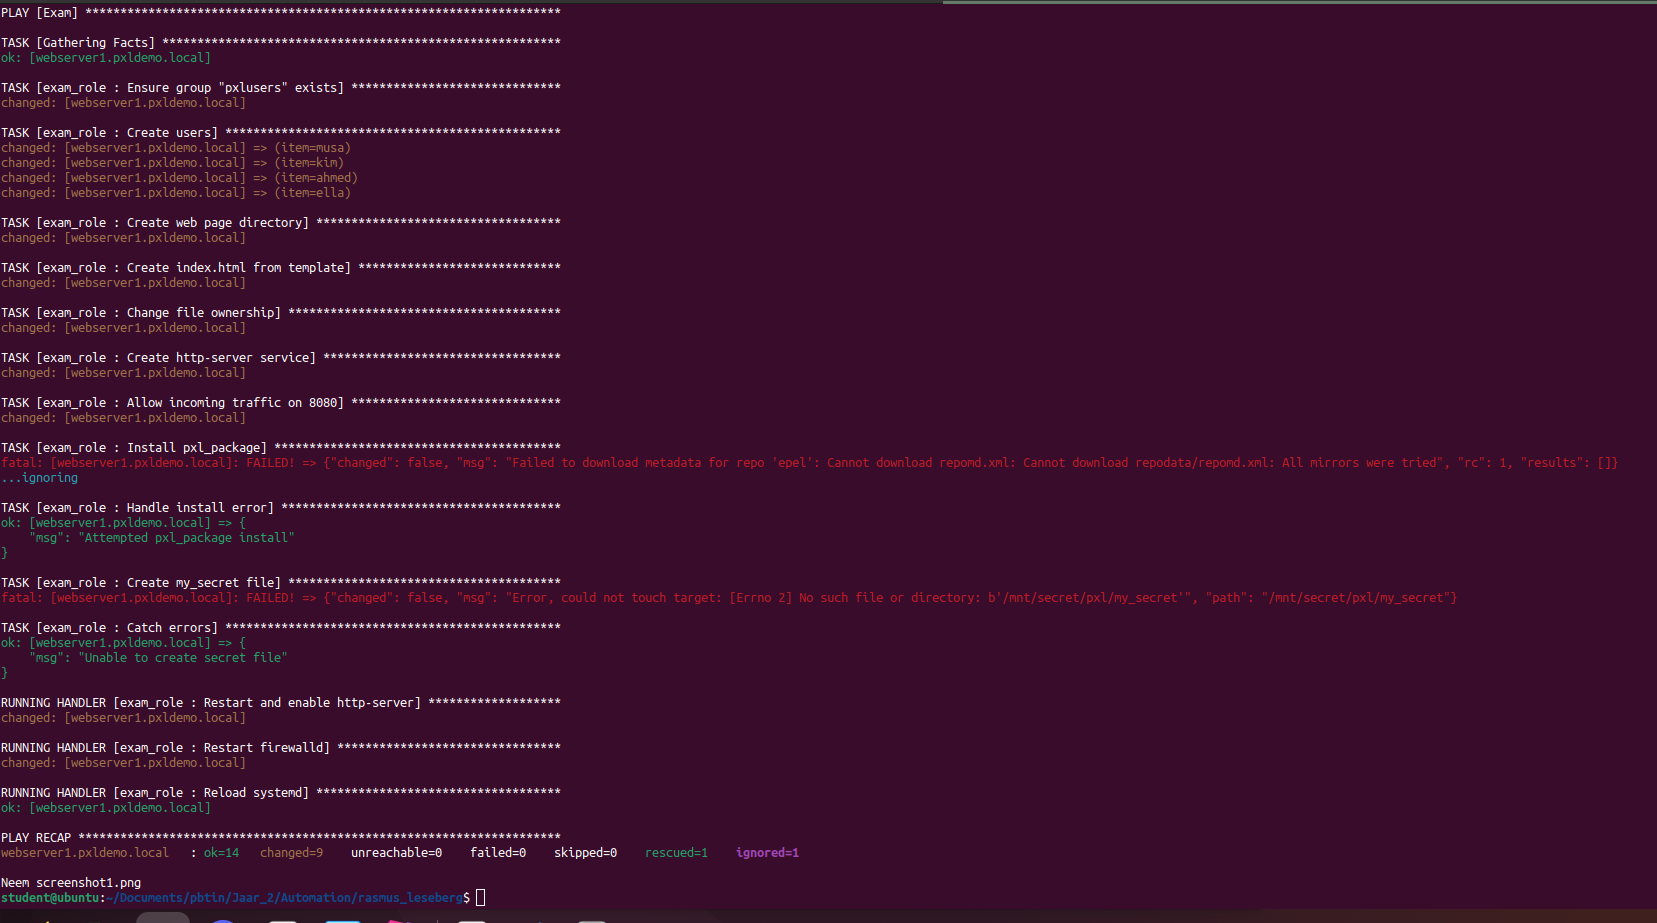 PLAY [Exam] ********************************************************************
TASK [Gathering Facts] *********************************************************
ok: [webserver1.pxldemo.local]
TASK [exam_role : Ensure group "pxlusers" exists] ******************************
changed: [webserver1.pxldemo.local]
TASK [exam_role : Create users] ************************************************
changed: [webserver1.pxldemo.local] => (item=musa)
changed: [webserver1.pxldemo.local] => (item=kim)
changed: [webserver1.pxldemo.local] => (item=ahmed)
changed: [webserver1.pxldemo.local] => (item=ella)
TASK [exam_role : Create web page directory] ***********************************
changed: [webserver1.pxldemo.local]
TASK [exam_role : Create index.html from template] *****************************
changed: [webserver1.pxldemo.local]
TASK [exam_role : Change file ownership] ***************************************
changed: [webserver1.pxldemo.local]
TASK [exam_role : Create http-server service] **********************************
changed: [webserver1.pxldemo.local]
TASK [exam_role : Allow incoming traffic on 8080] ******************************
changed: [webserver1.pxldemo.local]
TASK [exam_role : Install pxl_package] *****************************************
fatal: [webserver1.pxldemo.local]: FAILED! => {"changed": false, "msg": "Failed to download metadata for repo 'epel': Cannot download repomd.xml: Cannot download repodata/repomd.xml: All mirrors were tried", "rc": 1, "results": []}
...ignoring
TASK [exam_role : Handle install error] ****************************************
ok: [webserver1.pxldemo.local] => {
    "msg": "Attempted pxl_package install"
}
TASK [exam_role : Create my_secret file] ***************************************
fatal: [webserver1.pxldemo.local]: FAILED! => {"changed": false, "msg": "Error, could not touch target: [Errno 2] No such file or directory: b'/mnt/secret/pxl/my_secret'", "path": "/mnt/secret/pxl/my_secret"}
TASK [exam_role : Catch errors] ************************************************
ok: [webserver1.pxldemo.local] => {
    "msg": "Unable to create secret file"
}
RUNNING HANDLER [exam_role : Restart and enable http-server] *******************
changed: [webserver1.pxldemo.local]
RUNNING HANDLER [exam_role : Restart firewalld] ********************************
changed: [webserver1.pxldemo.local]
RUNNING HANDLER [exam_role : Reload systemd] ***********************************
ok: [webserver1.pxldemo.local]
PLAY RECAP *********************************************************************
webserver1.pxldemo.local   : ok=14   changed=9    unreachable=0    failed=0    skipped=0    rescued=1    ignored=1
Neem screenshot1.png
student@ubuntu:~/Documents/pbtin/Jaar_2/Automation/rasmus_leseberg$